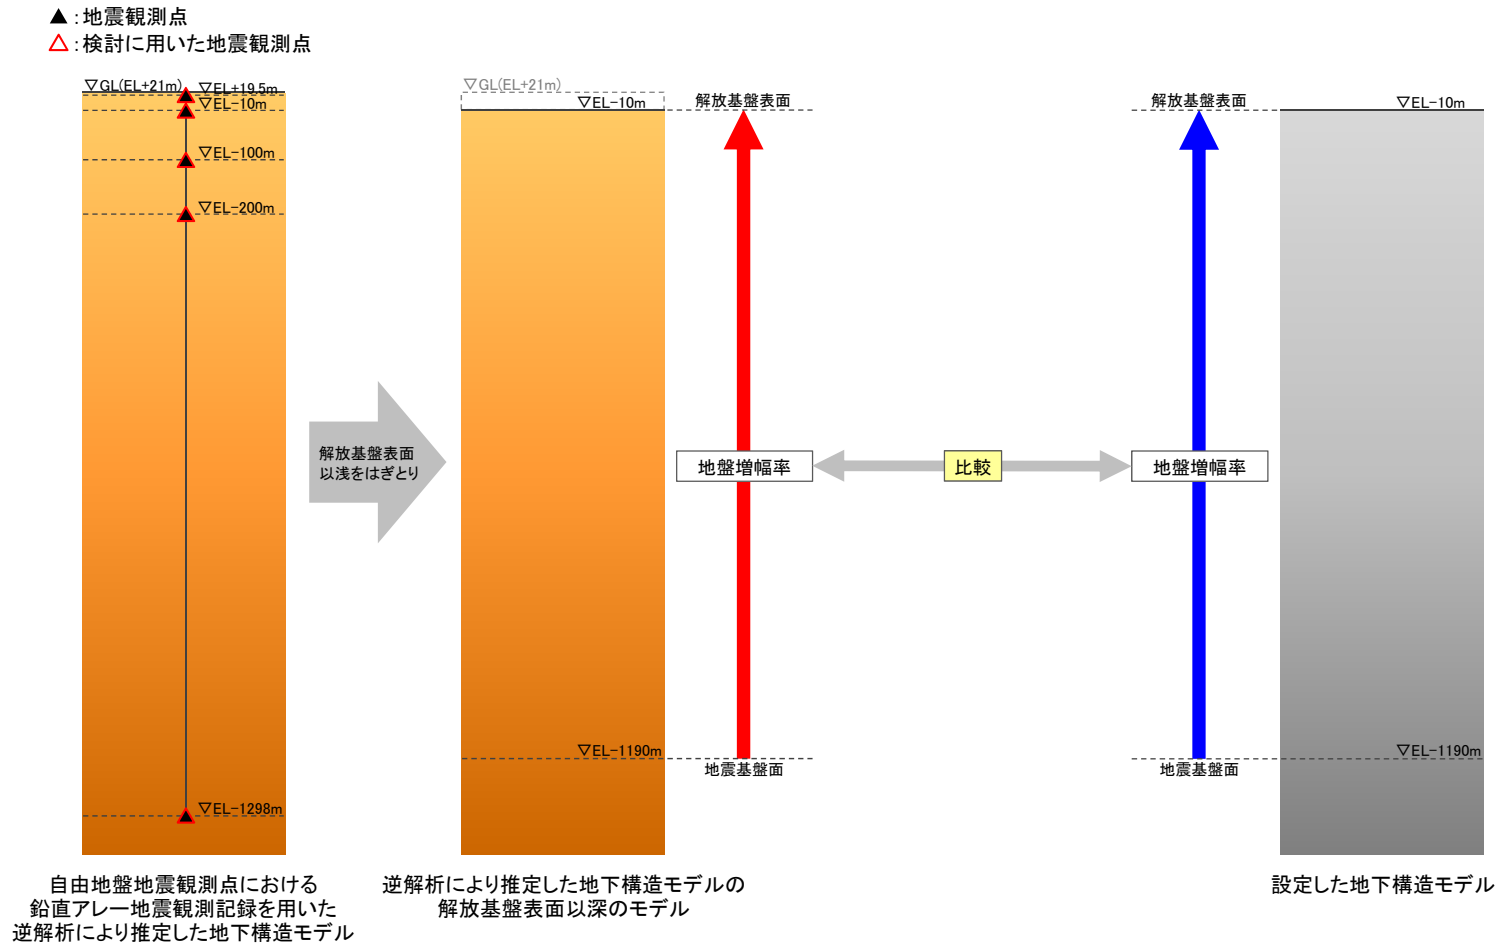 ▲:地震観測点
△:検討に用いた地震観測点
▽GL(EL+21m)
▽EL+19.5m
▽EL-10m
▽EL-100m
▽EL-200m
▽EL-1298m
自由地盤地震観測点における
鉛直アレー地震観測記録を用いた
逆解析により推定した地下構造モデル
解放基盤表面
以浅をはぎとり
▽GL(EL+21m)
▽EL-10m
解放基盤表面
地盤増幅率
▽EL-1190m
地震基盤面
逆解析により推定した地下構造モデルの
解放基盤表面以深のモデル
比較
解放基盤表面
▽EL-10m
地盤増幅率
▽EL-1190m
地震基盤面
設定した地下構造モデル